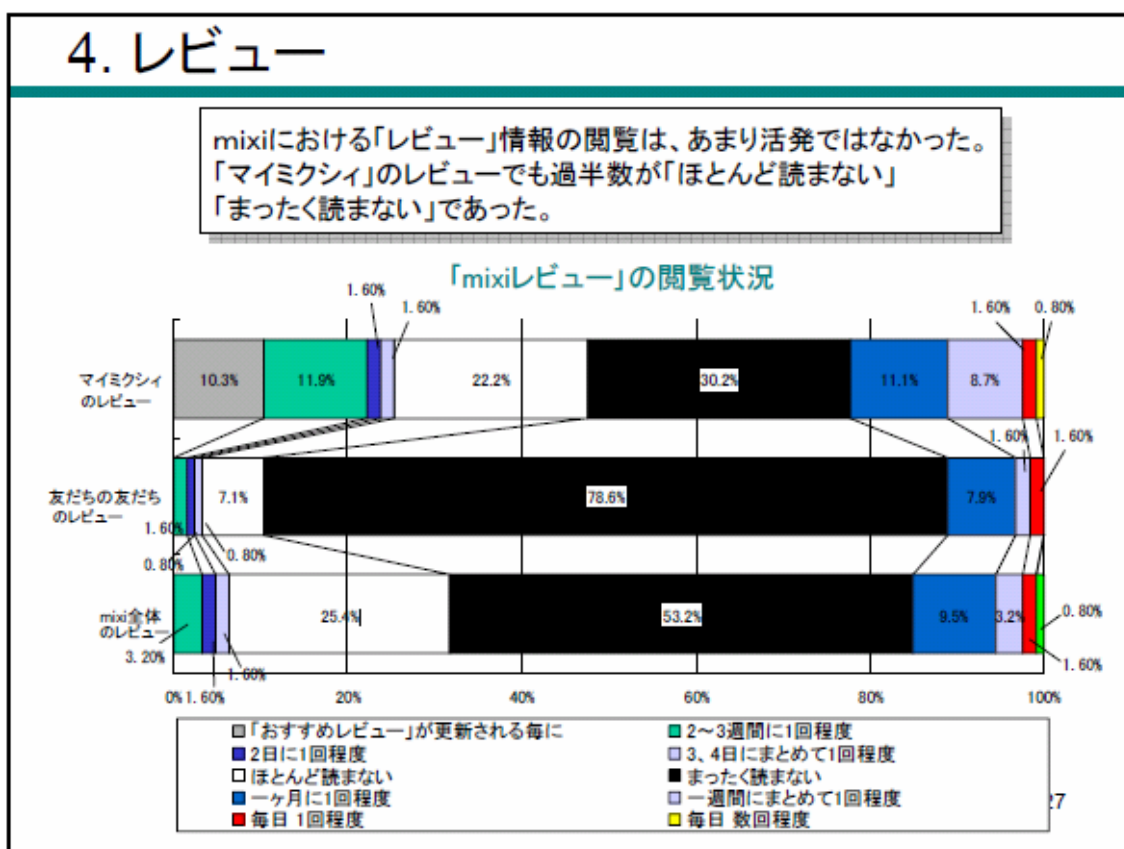 4. レビュー
mixiにおける「レビュー」情報の閲覧は、あまり活発ではなかった。
「マイミクシィ」のレビューでも過半数が「ほとんど読まない」
「まったく読まない」であった。
「mixiレビュー」の閲覧状況
1.60%
1.60%
1.60%
0.80%
マイミクシィ
のレビュー
10.3%
11.9%
22.2%
30.2%
11.1%
8.7%
1.60%
1.60%
友だちの友だち
のレビュー
1.60%
7.1%
78.6%
7.9%
0.80%
0.80%
mixi全体
のレビュー
25.4%
53.2%
9.5%
3.2%
0.80%
3.20%
1.60%
1.60%
0%
1.60%
20%
40%
60%
80%
100%
「おすすめレビュー」が更新される毎に
2～3週間に1回程度
2日に1回程度
3、4日にまとめて1回程度
ほとんど読まない
まったく読まない
一ヶ月に1回程度
一週間にまとめて1回程度
毎日 1回程度
毎日 数回程度
27